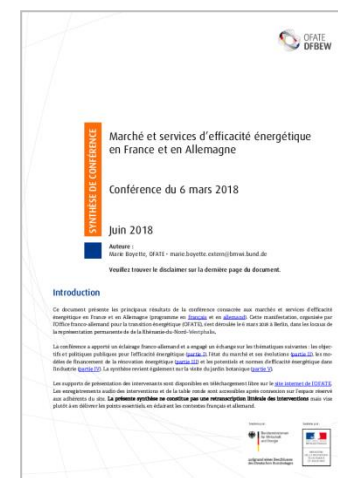 OFATE
DFBEW
SYNTHÈSE DE CONFÉRENCE
Marché et services d'efficacité énergétique
en France et en Allemagne
Conférence du 6 mars 2018
Juin 2018
Auteure :
Marie Boyette, OFATE • marie.boyette.extern@bmwi.bund.de
Veuillez trouver le disclaimer sur la dernière page du document.
Introduction
Ce document présente les principaux résultats de la conférence consacrée aux marchés et services d'efficacité
énergétique en France et en Allemagne (programme en français et en allemand). Cette manifestation, organisée par
l'Office franco-allemand pour la transition énergétique (OFATE), s'est déroulée le 6 mars 2018 à Berlin, dans les locaux de
la représentation permanente de la Rhénanie-du-Nord-Westphalie.
La conférence a apporté un éclairage franco-allemand et a engagé un échange sur les thématiques suivantes : les objec-
tifs et politiques publiques pour l'efficacité énergétique (partie I), l'état du marché et ses évolutions (partie II), les mo-
dèles de financement de la rénovation énergétique (partie III) et les potentiels et normes d'efficacité énergétique dans
l'industrie (partie IV). La synthèse revient également sur la visite du jardin botanique (partie V).
Les supports de présentation des intervenants sont disponibles en téléchargement libre sur le site internet de l'OFATE.
Les enregistrements audio des interventions et de la table ronde sont accessibles après connexion sur l'espace réservé
aux adhérents du site. La présente synthèse ne constitue pas une retranscription littérale des interventions mais vise
plutôt à en délivrer les points essentiels en éclairant les contextes français et allemand.
Bundesministerium
für Wirtschaft
und Energie